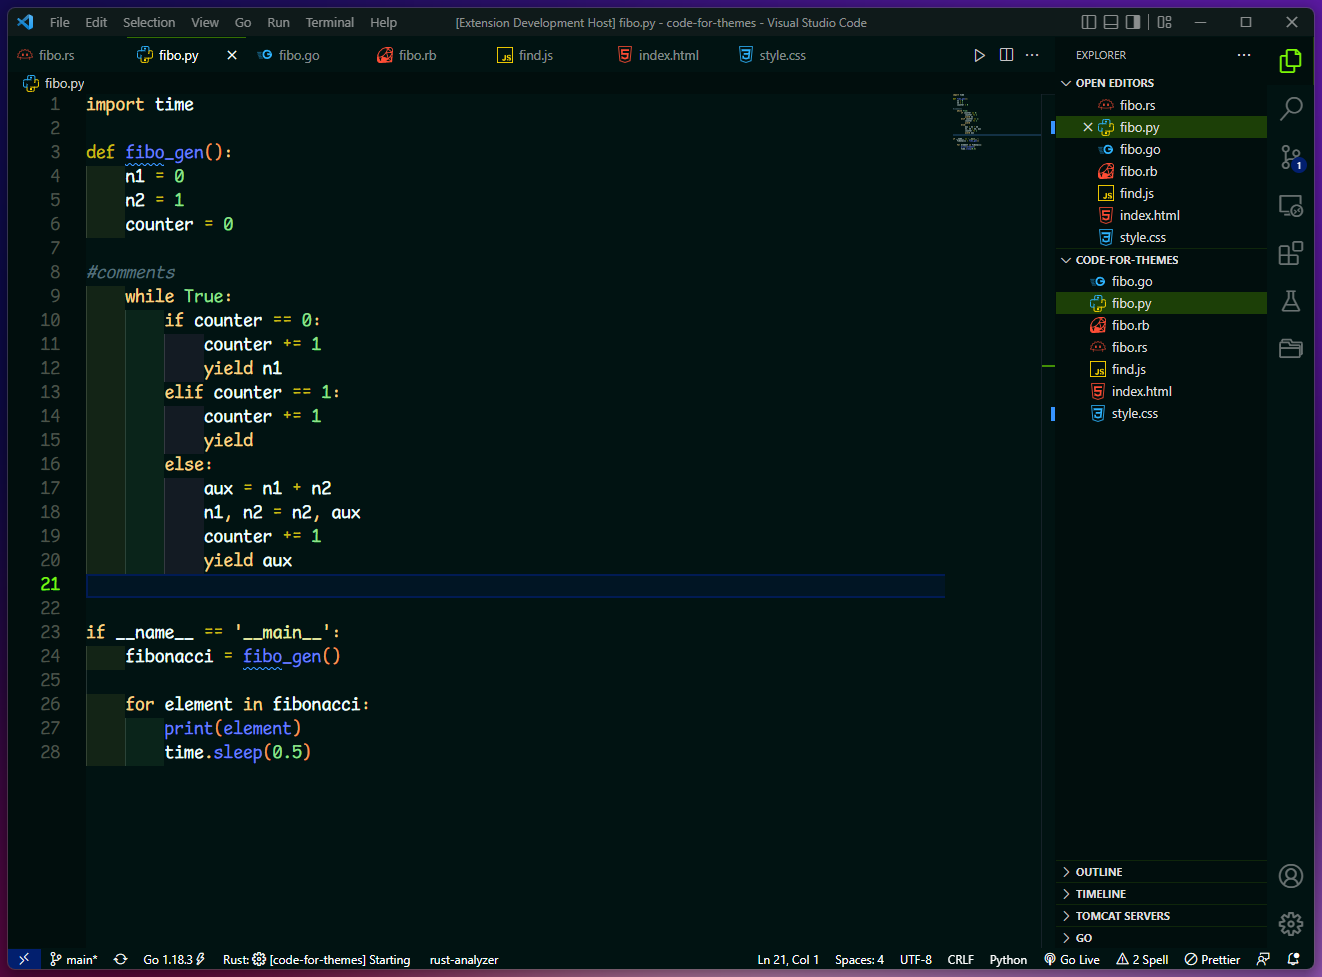 File Edit Selection View Go Run Terminal Help [Extension Development Host] fibo.py - code-for-themes - Visual Studio Code
fibo.rs fibo.py fibo.go fibo.rb JS find.js index.html style.css
fibo.py
1 import time
2
3 def fibo_gen():
4 n1 = 0
5 n2 = 1
6 counter = 0
7
8 #comments
9 while True:
10 if counter == 0:
11 counter += 1
12 yield n1
13 elif counter == 1:
14 counter += 1
15 yield
16 else:
17 aux = n1 + n2
18 n1, n2 = n2, aux
19 counter += 1
20 yield aux
21
22
23 if __name__ == '__main__':
24 fibonacci = fibo_gen()
25
26 for element in fibonacci:
27 print(element)
28 time.sleep(0.5)
EXPLORER
OPEN EDITORS
fibo.rs
fibo.py
fibo.go
fibo.rb
JS find.js
index.html
style.css
CODE-FOR-THEMES
fibo.go
fibo.py
fibo.rb
fibo.rs
JS find.js
index.html
style.css
1
OUTLINE
TIMELINE
TOMCAT SERVERS
GO
main* Go 1.18.3 Rust: [code-for-themes] Starting rust-analyzer Ln 21, Col 1 Spaces: 4 UTF-8 CRLF Python Go Live 2 Spell Prettier